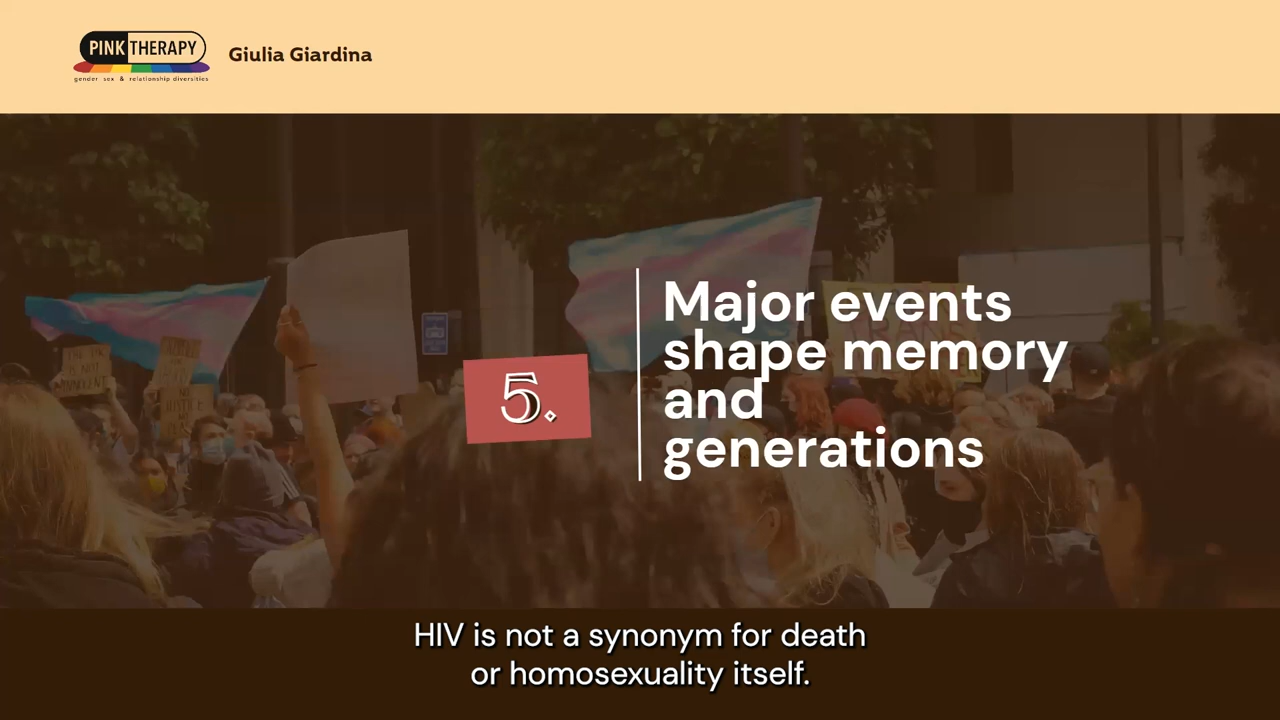 PINK THERAPY
gender sex & relationship diversities
Giulia Giardina
5.
Major events
shape memory
and
generations
HIV is not a synonym for death
or homosexuality itself.